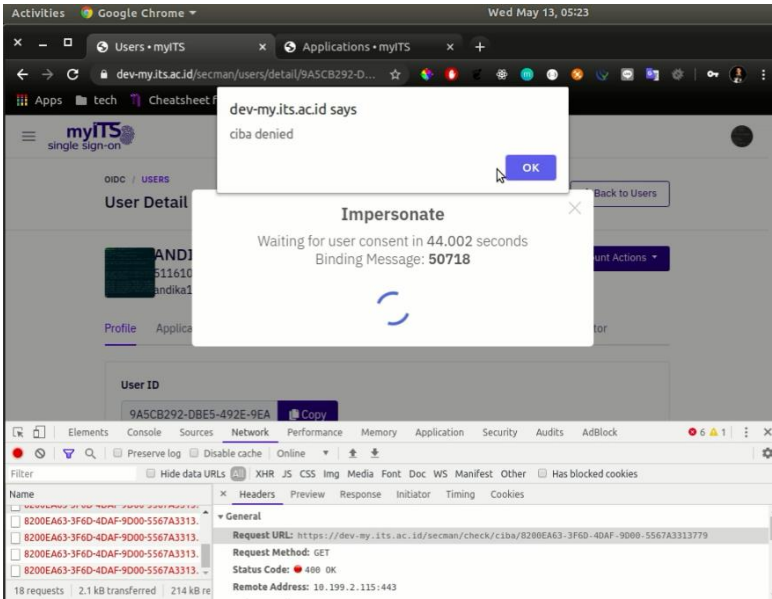 Activities Google Chrome Wed May 13, 05:23
Users • myITS × Applications • myITS × +
dev-my.its.ac.id/secman/users/detail/9A5CB292-D...
Apps tech Cheatsheet
dev-my.its.ac.id says
ciba denied
OK
myITS
single sign-on
OIDC / USERS
User Detail
Back to Users
Impersonate
Waiting for user consent in 44.002 seconds
Binding Message: 50718
ANDI
511610
andika1
Account Actions
Profile Applica
tor
User ID
9A5CB292-DBE5-492E-9EA Copy
Elements Console Sources Network Performance Memory Application Security Audits AdBlock 6 1
Preserve log Disable cache Online
Filter Hide data URLs All XHR JS CSS Img Media Font Doc WS Manifest Other Has blocked cookies
Name × Headers Preview Response Initiator Timing Cookies
8200EA63-3F6D-4DAF-9D00-5567A3313.
General
8200EA63-3F6D-4DAF-9D00-5567A3313.
Request URL: https://dev-my.its.ac.id/secman/check/ciba/8200EA63-3F6D-4DAF-9D00-5567A3313779
8200EA63-3F6D-4DAF-9D00-5567A3313.
Request Method: GET
8200EA63-3F6D-4DAF-9D00-5567A3313.
Status Code: 400 OK
18 requests 2.1 kB transferred 214 kB re
Remote Address: 10.199.2.115:443